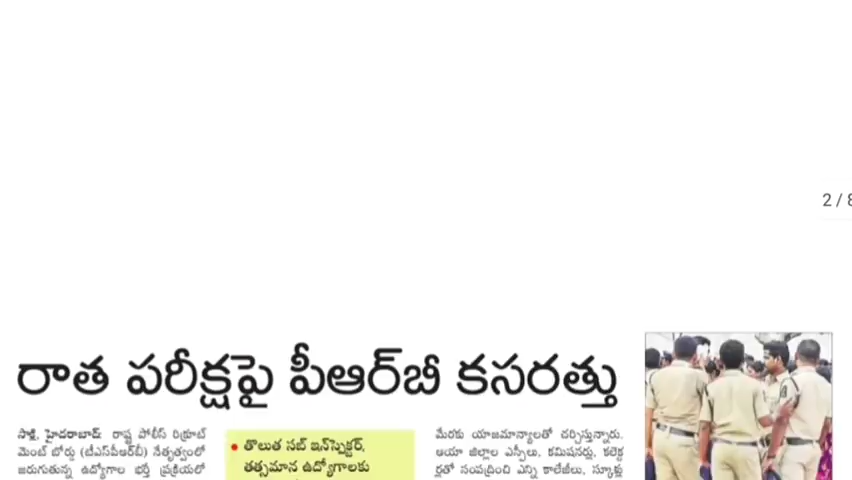 2 / 8
రాత పరీక్షపై పీఆర్‌బీ కసరత్తు
సాక్షి, హైదరాబాద్: రాష్ట్ర పోలీస్ రిక్రూట్
మెంట్ బోర్డు (టీఎస్‌పీఆర్‌బీ) నేతృత్వంలో
జరుగుతున్న ఉద్యోగాల భర్తీ ప్రక్రియలో
తొలుత సబ్ ఇన్‌స్పెక్టర్,
తత్సమాన ఉద్యోగాలకు
మేరకు యాజమాన్యాలతో చర్చిస్తున్నారు.
ఆయా జిల్లాల ఎస్పీలు, కమిషనర్లు, కలెక్ట
ర్లతో సంప్రదించి ఎన్ని కాలేజీలు, స్కూళ్లు